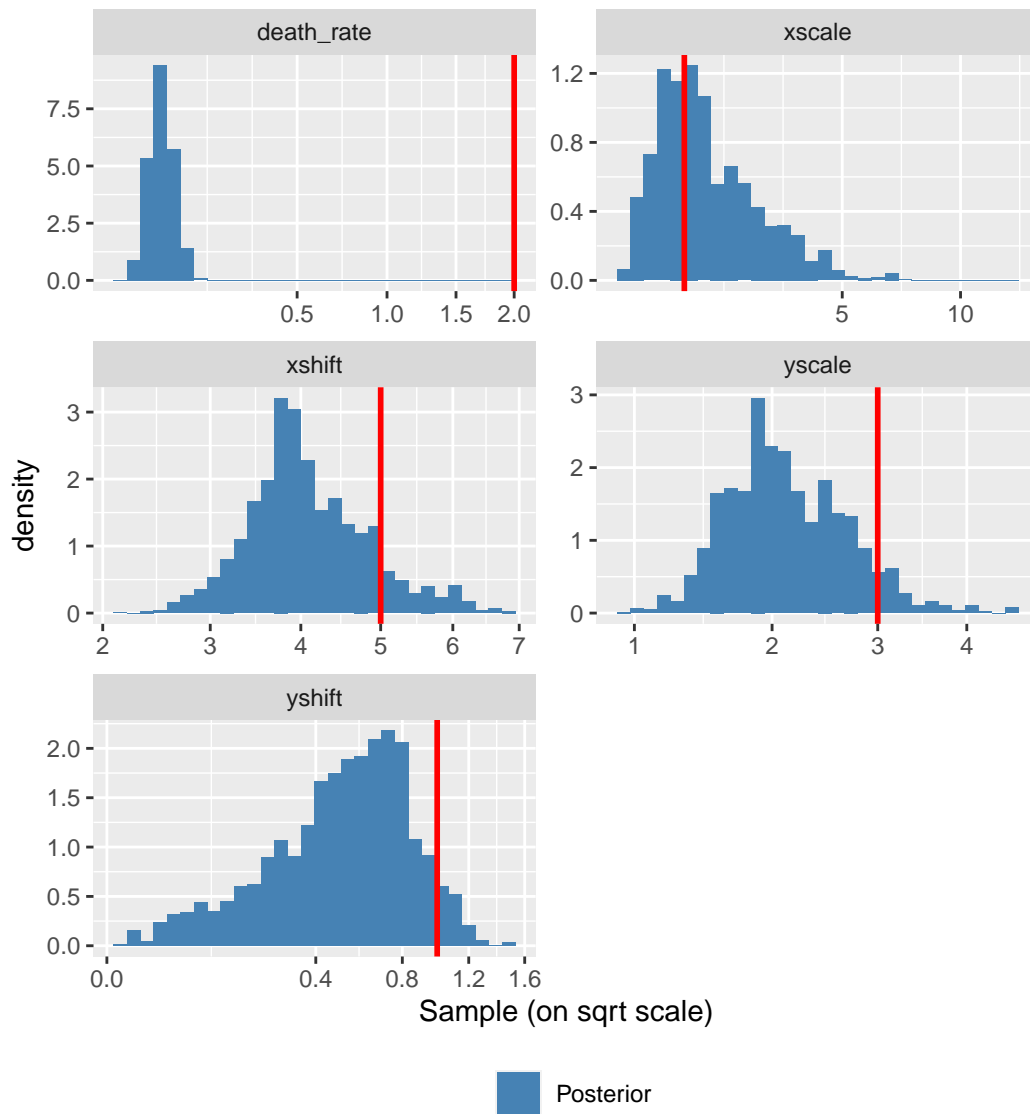 death_rate
7.5
5.0
2.5
0.0
0.5 1.0 1.5 2.0
xscale
1.2
0.8
0.4
0.0
5 10
xshift
3
2
1
0
2 3 4 5 6 7
yscale
3
2
1
0
1 2 3 4
yshift
2.0
1.5
1.0
0.5
0.0
0.0 0.4 0.8 1.2 1.6
density
Sample (on sqrt scale)
Posterior